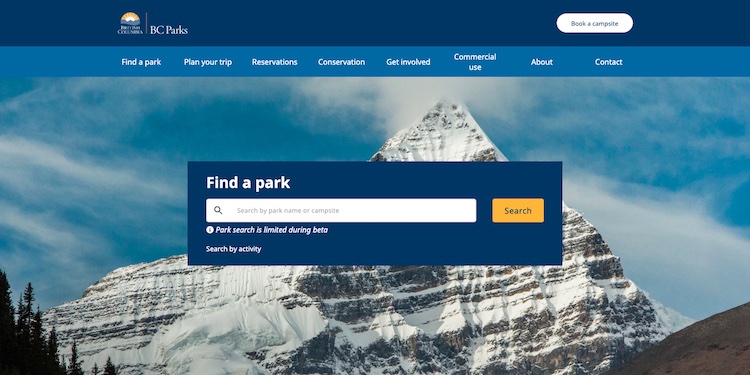 BRITISH
COLUMBIA
BC Parks
Book a campsite
Find a park
Plan your trip
Reservations
Conservation
Get involved
Commercial
use
About
Contact
Find a park
Search by park name or campsite
Search
Park search is limited during beta
Search by activity